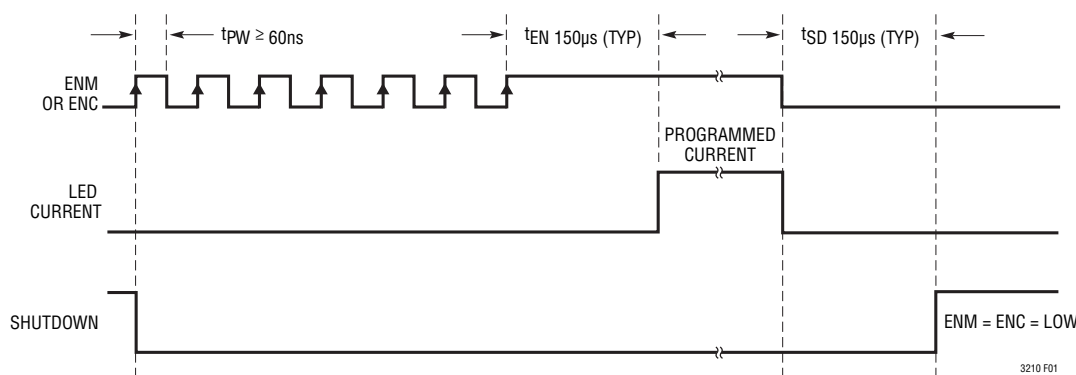 tPW ≥ 60ns
tEN 150µs (TYP)
tSD 150µs (TYP)
ENM
OR ENC
PROGRAMMED
CURRENT
LED
CURRENT
SHUTDOWN
ENM = ENC = LOW
3210 F01